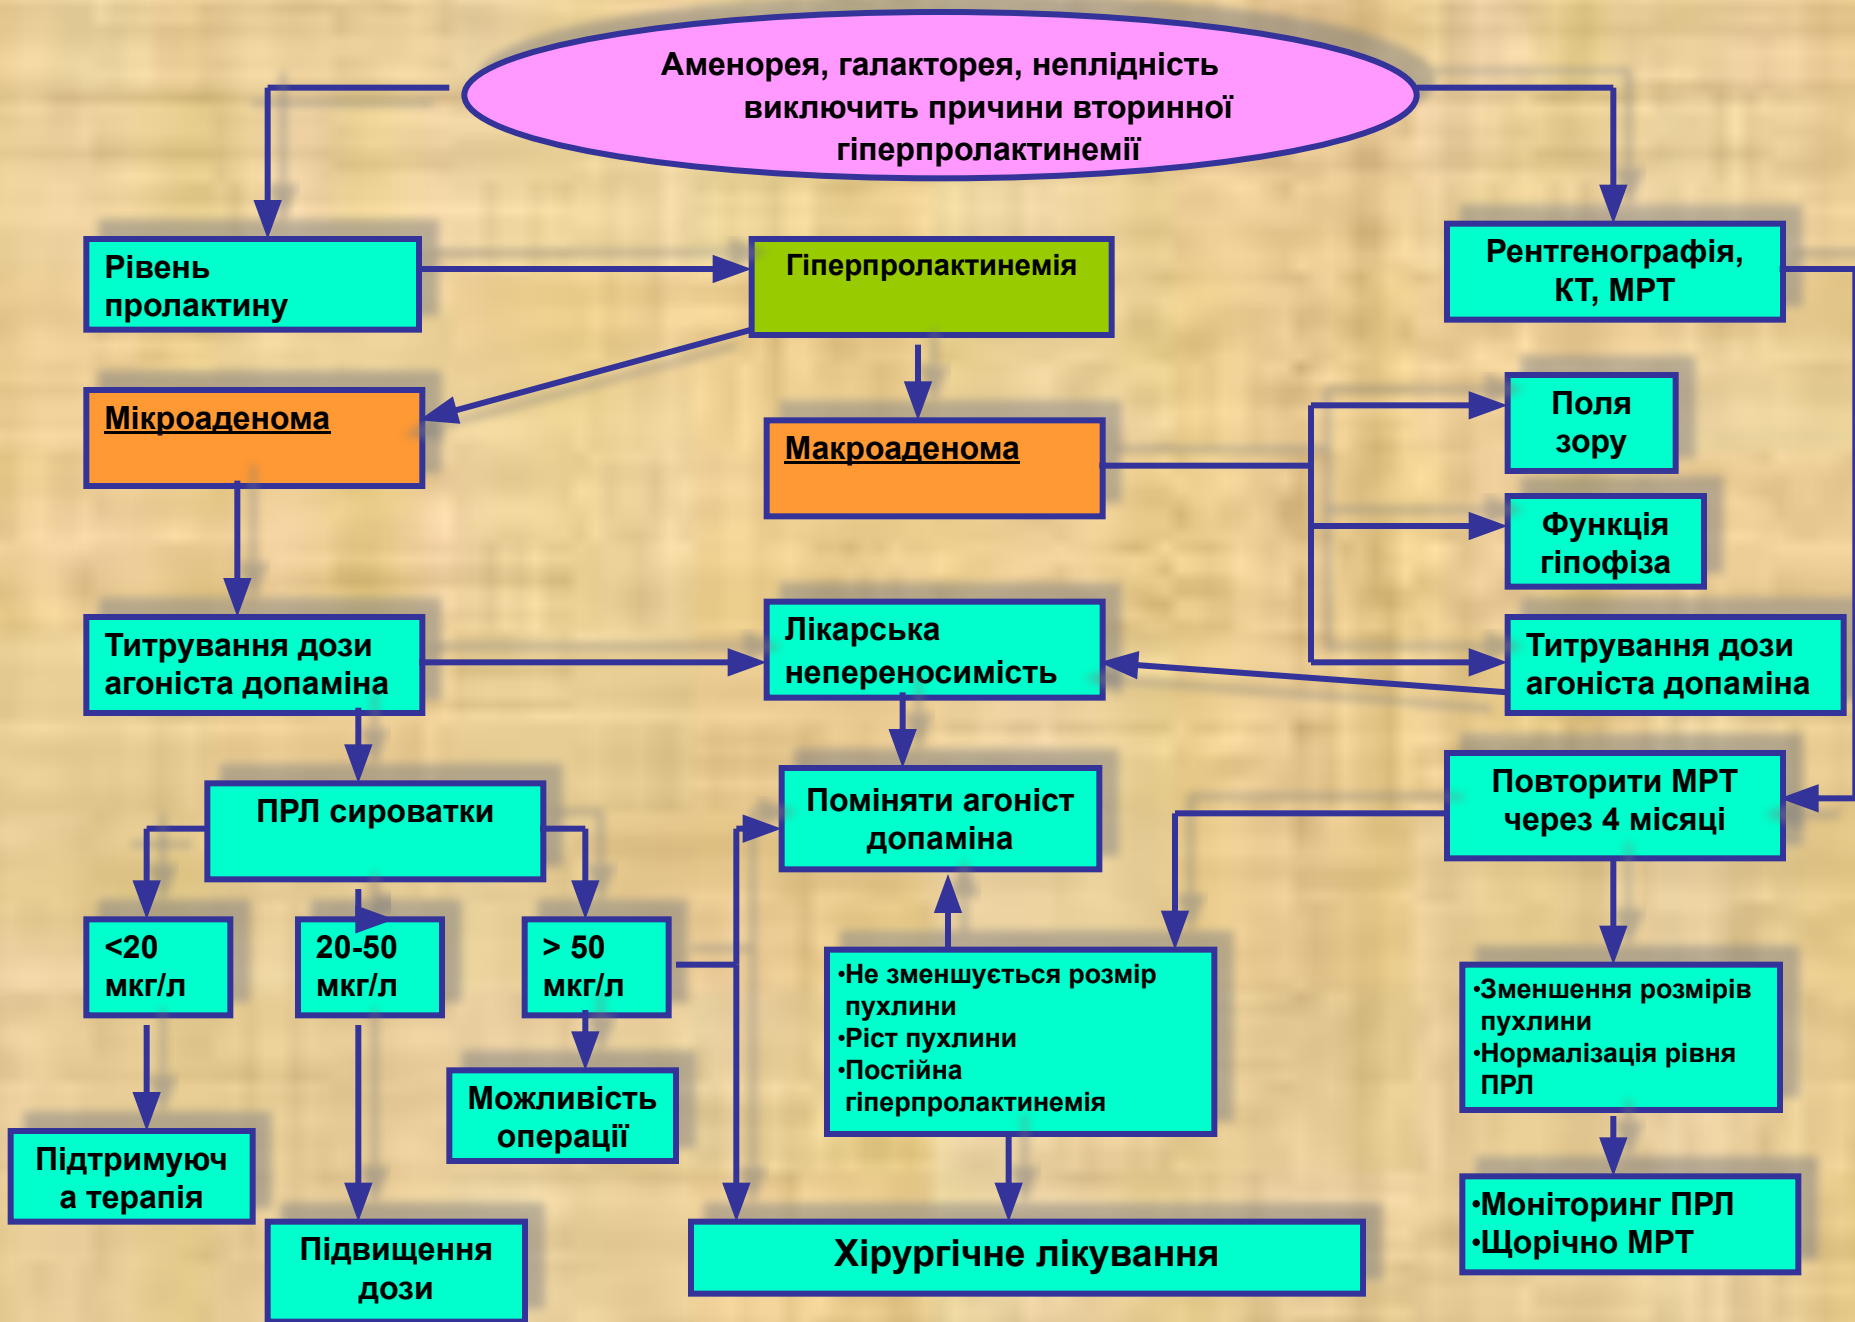 Аменорея, галакторея, неплідність
виключить причини вторинної
гіперпролактинемії
Рівень
пролактину
Гіперпролактинемія
Рентгенографія,
КТ, МРТ
Мікроаденома
Макроаденома
Поля
зору
Функція
гіпофіза
Титрування дози
агоніста допаміна
Лікарська
непереносимість
Титрування дози
агоніста допаміна
ПРЛ сироватки
Поміняти агоніст
допаміна
Повторити МРТ
через 4 місяці
<20
мкг/л
20-50
мкг/л
> 50
мкг/л
•Не зменшується розмір
пухлини
•Ріст пухлини
•Постійна
гіперпролактинемія
•Зменшення розмірів
пухлини
•Нормалізація рівня
ПРЛ
Можливість
операції
Підтримуюч
а терапія
Підвищення
дози
Хірургічне лікування
•Моніторинг ПРЛ
•Щорічно МРТ